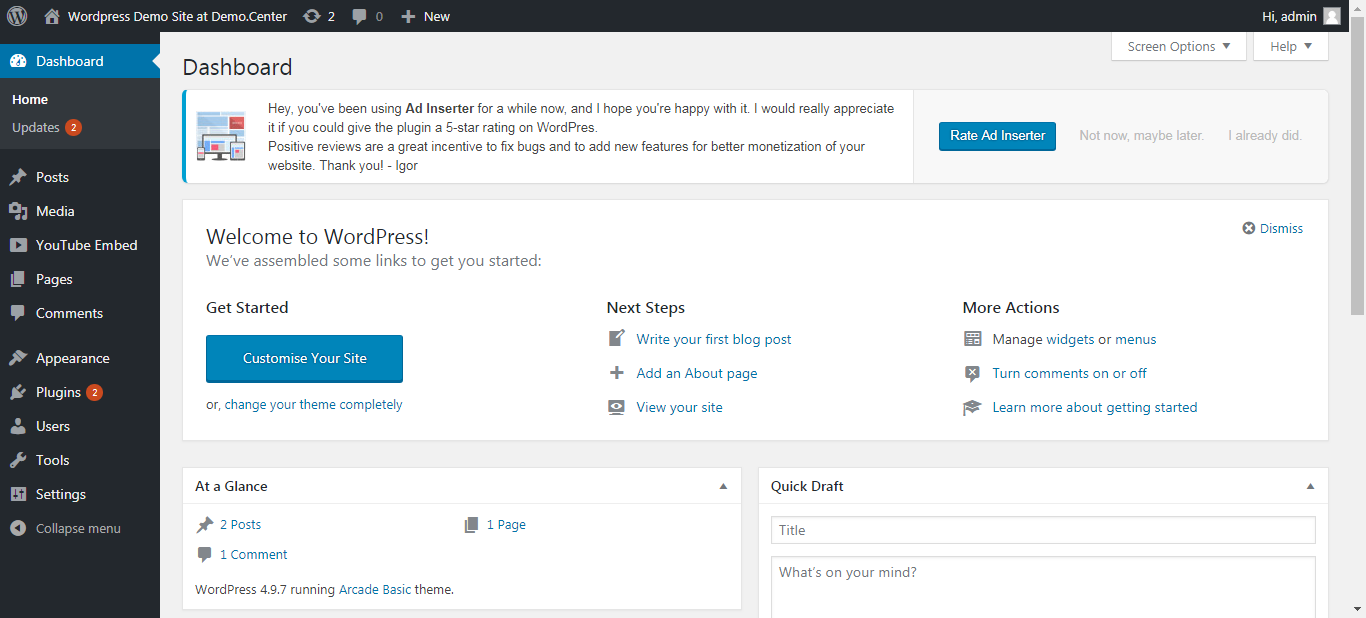 Wordpress Demo Site at Demo.Center 2 0 New Hi, admin
Dashboard
Home
Updates 2
Posts
Media
YouTube Embed
Pages
Comments
Appearance
Plugins 2
Users
Tools
Settings
Collapse menu
Screen Options Help
Dashboard
Hey, you've been using Ad Inserter for a while now, and I hope you're happy with it. I would really appreciate
it if you could give the plugin a 5-star rating on WordPres.
Positive reviews are a great incentive to fix bugs and to add new features for better monetization of your
website. Thank you! - Igor
Rate Ad Inserter Not now, maybe later. I already did.
Welcome to WordPress!
We've assembled some links to get you started:
Dismiss
Get Started
Customise Your Site
or, change your theme completely
Next Steps
Write your first blog post
Add an About page
View your site
More Actions
Manage widgets or menus
Turn comments on or off
Learn more about getting started
At a Glance
2 Posts 1 Page
1 Comment
WordPress 4.9.7 running Arcade Basic theme.
Quick Draft
Title
What's on your mind?